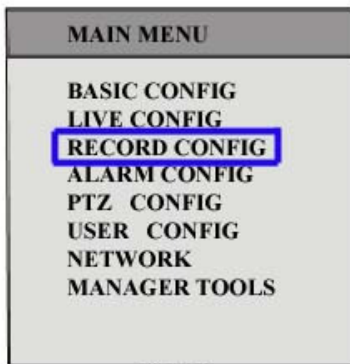 MAIN MENU
BASIC CONFIG
LIVE CONFIG
RECORD CONFIG
ALARM CONFIG
PTZ CONFIG
USER CONFIG
NETWORK
MANAGER TOOLS